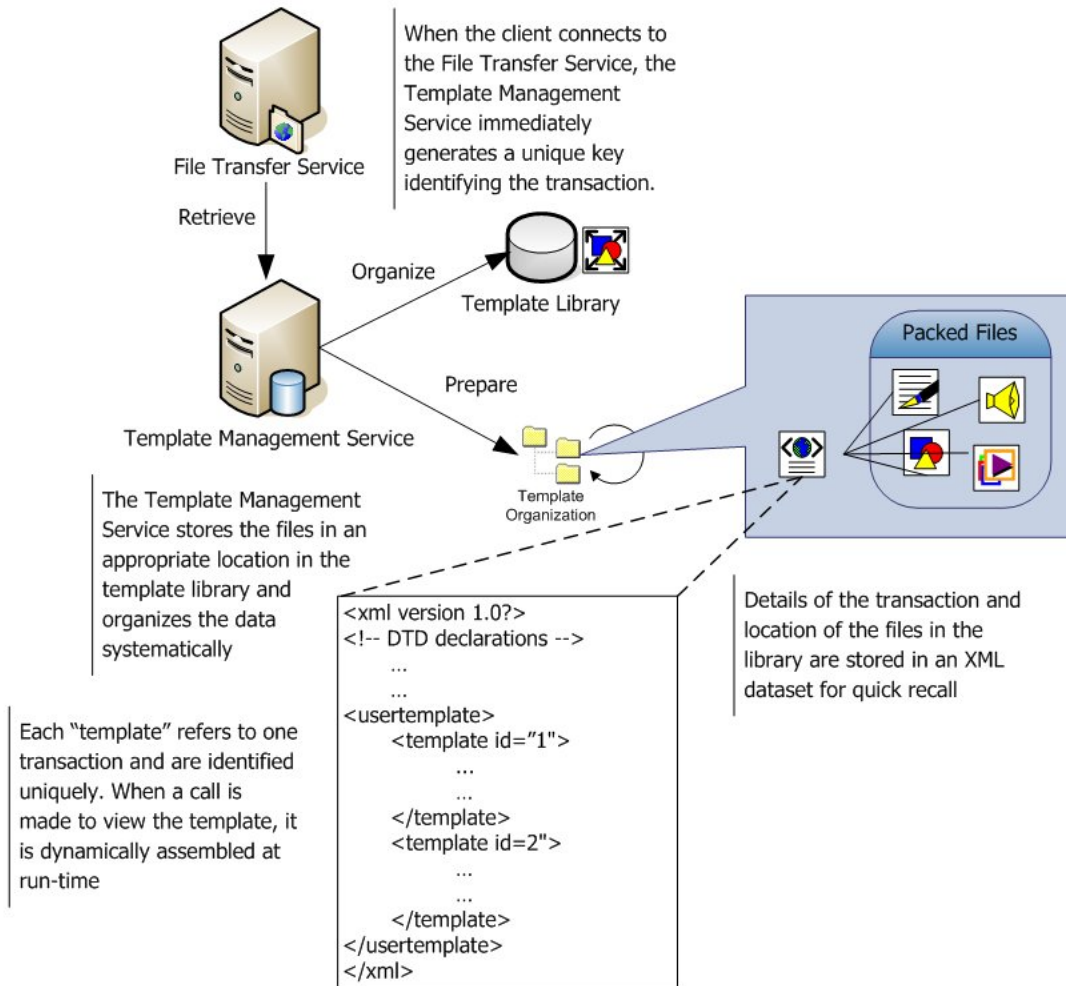 When the client connects to
the File Transfer Service, the
Template Management
Service immediately
generates a unique key
identifying the transaction.
File Transfer Service
Retrieve
Organize
Template Library
Packed Files
Prepare
Template Management Service
Template
Organization
The Template Management
Service stores the files in an
appropriate location in the
template library and
organizes the data
systematically
Details of the transaction and
location of the files in the
library are stored in an XML
dataset for quick recall
Each “template” refers to one
transaction and are identified
uniquely. When a call is
made to view the template, it
is dynamically assembled at
run-time
<xml version 1.0?>
<!-- DTD declarations -->
...
...
<usertemplate>
<template id=”1">
...
...
</template>
<template id=2">
...
...
</template>
</usertemplate>
</xml>